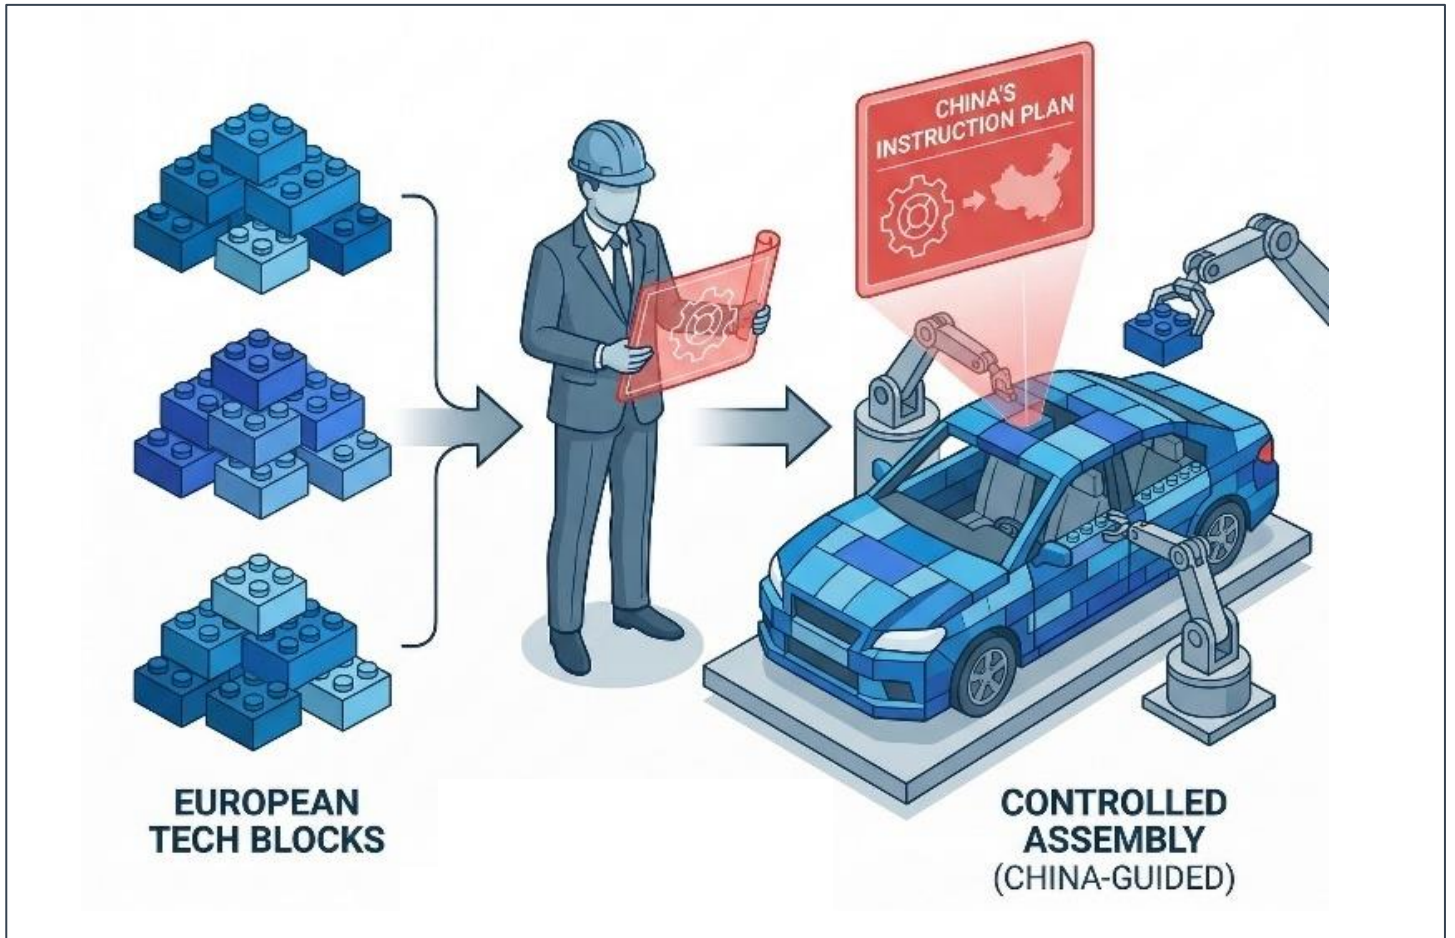 CHINA'S
INSTRUCTION PLAN
EUROPEAN
TECH BLOCKS
CONTROLLED
ASSEMBLY
(CHINA-GUIDED)